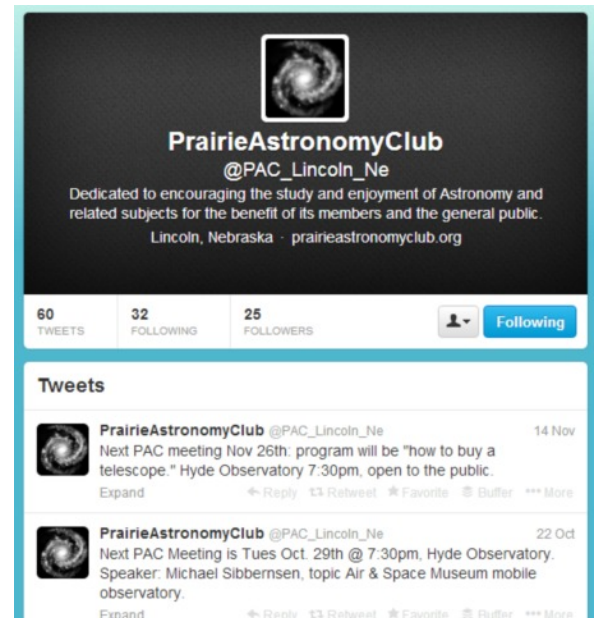 PrairieAstronomyClub
@PAC_Lincoln_Ne
Dedicated to encouraging the study and enjoyment of Astronomy and
related subjects for the benefit of its members and the general public.
Lincoln, Nebraska · prairieastronomyclub.org
60 32 25
TWEETS FOLLOWING FOLLOWERS
Following
Tweets
PrairieAstronomyClub @PAC_Lincoln_Ne 14 Nov
Next PAC meeting Nov 26th: program will be "how to buy a
telescope." Hyde Observatory 7:30pm, open to the public.
Expand Reply Retweet Favorite Buffer More
PrairieAstronomyClub @PAC_Lincoln_Ne 22 Oct
Next PAC Meeting is Tues Oct. 29th @ 7:30pm, Hyde Observatory.
Speaker: Michael Sibbernsen, topic Air & Space Museum mobile
observatory.
Expand Reply Retweet Favorite Buffer More